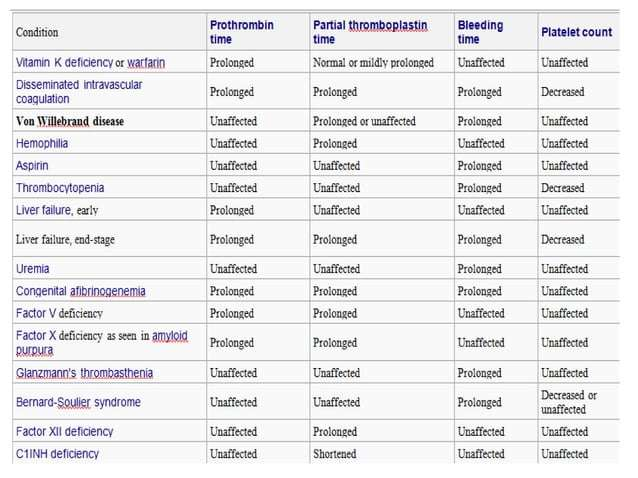 Condition Prothrombin time Partial thromboplastin time Bleeding time Platelet count
Vitamin K deficiency or warfarin Prolonged Normal or mildly prolonged Unaffected Unaffected
Disseminated intravascular coagulation Prolonged Prolonged Prolonged Decreased
Von Willebrand disease Unaffected Prolonged or unaffected Prolonged Unaffected
Hemophilia Unaffected Prolonged Unaffected Unaffected
Aspirin Unaffected Unaffected Prolonged Unaffected
Thrombocytopenia Unaffected Unaffected Prolonged Decreased
Liver failure, early Prolonged Unaffected Unaffected Unaffected
Liver failure, end-stage Prolonged Prolonged Prolonged Decreased
Uremia Unaffected Unaffected Prolonged Unaffected
Congenital afibrinogenemia Prolonged Prolonged Prolonged Unaffected
Factor V deficiency Prolonged Prolonged Unaffected Unaffected
Factor X deficiency as seen in amyloid purpura Prolonged Prolonged Unaffected Unaffected
Glanzmann's thrombasthenia Unaffected Unaffected Prolonged Unaffected
Bernard-Soulier syndrome Unaffected Unaffected Prolonged Decreased or unaffected
Factor XII deficiency Unaffected Prolonged Unaffected Unaffected
C1INH deficiency Unaffected Shortened Unaffected Unaffected